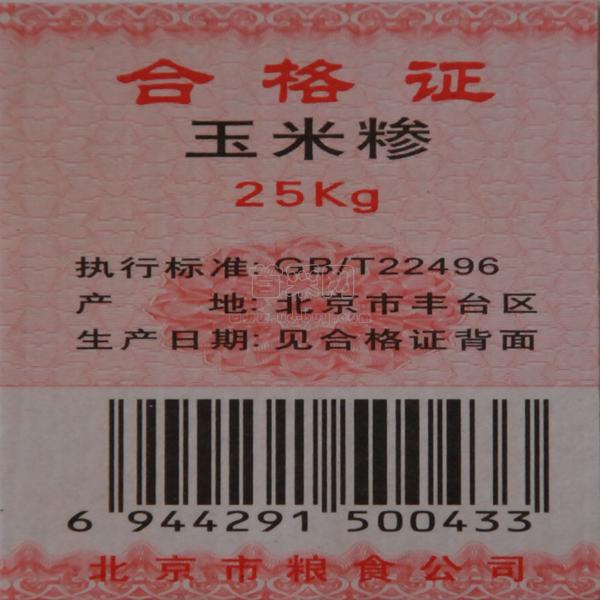 合格证
玉米糁
25Kg
执行标准: GB/T22496
产 地: 北京市丰台区
生产日期: 见合格证背面
6 944291 500433
北京市粮食公司